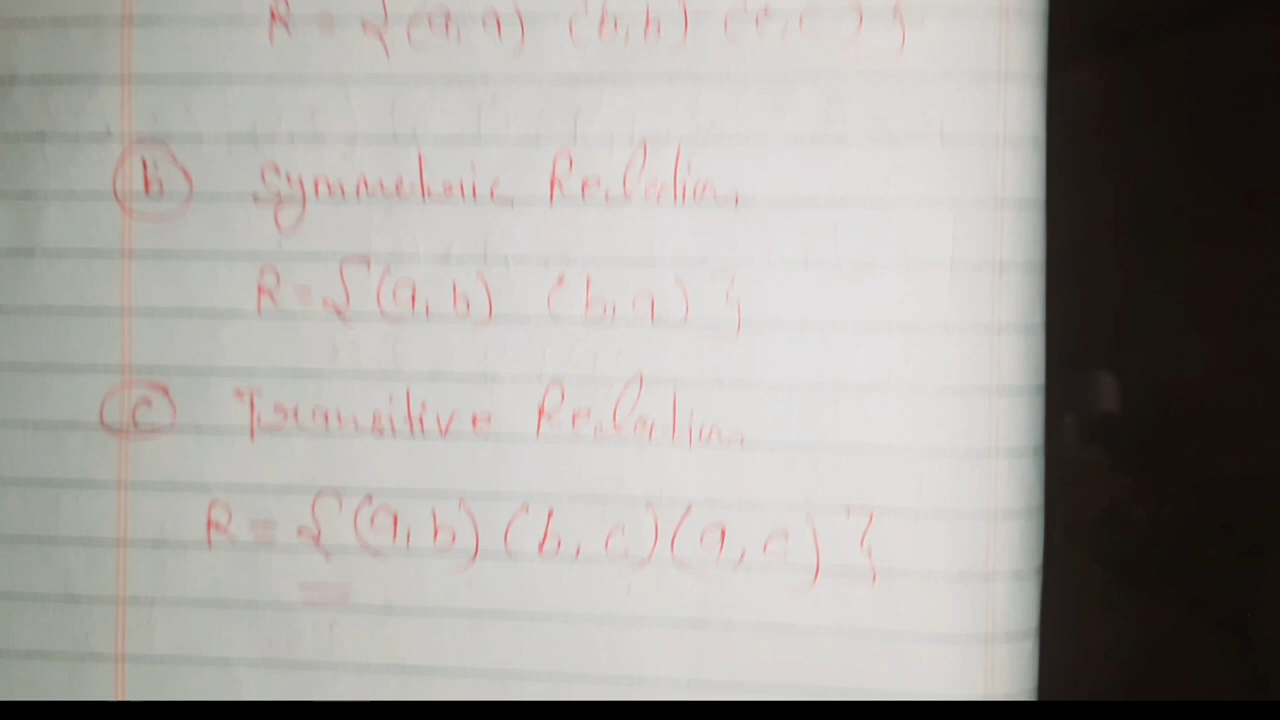 R = {(a,a) (b,b) (c,c) }
(b) Symmetric Relation
R = {(a,b) (b,a) }
(c) Transitive Relation
R = {(a,b) (b,c)(a,c) }